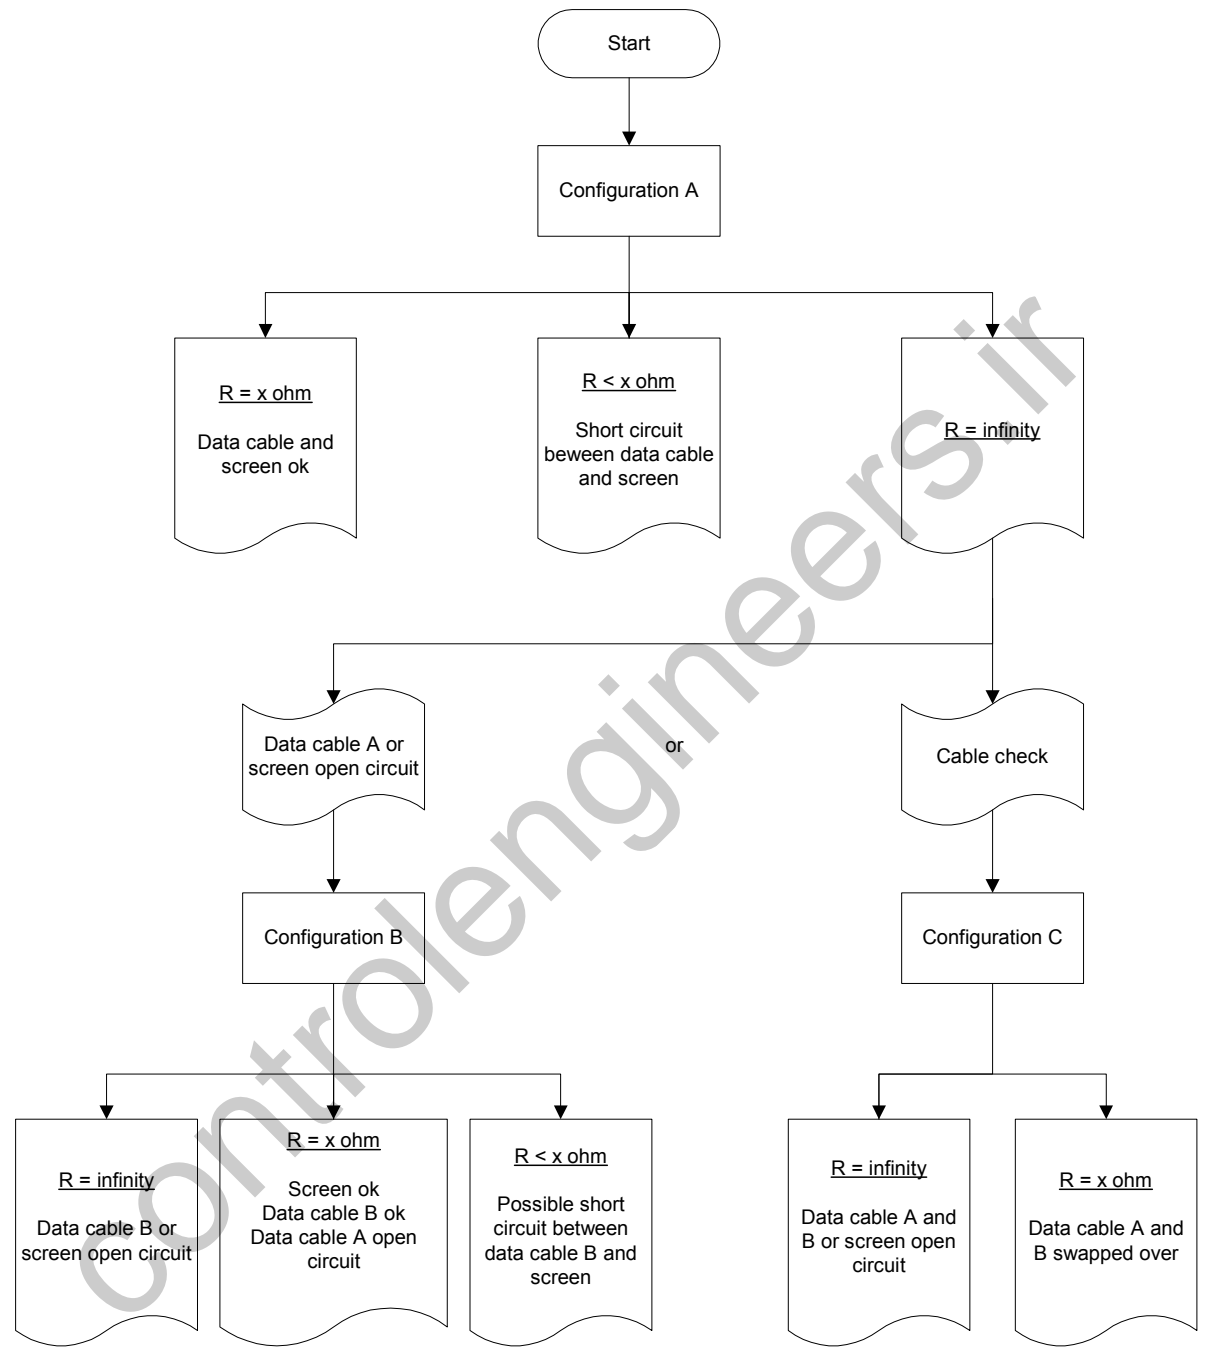 Start
Configuration A
R = x ohm
Data cable and
screen ok
R < x ohm
Short circuit
beween data cable
and screen
R = infinity
Data cable A or
screen open circuit
or
Cable check
Configuration B
Configuration C
R = infinity
Data cable B or
screen open circuit
R = x ohm
Screen ok
Data cable B ok
Data cable A open
circuit
R < x ohm
Possible short
circuit between
data cable B and
screen
R = infinity
Data cable A and
B or screen open
circuit
R = x ohm
Data cable A and
B swapped over
controlengineers.ir